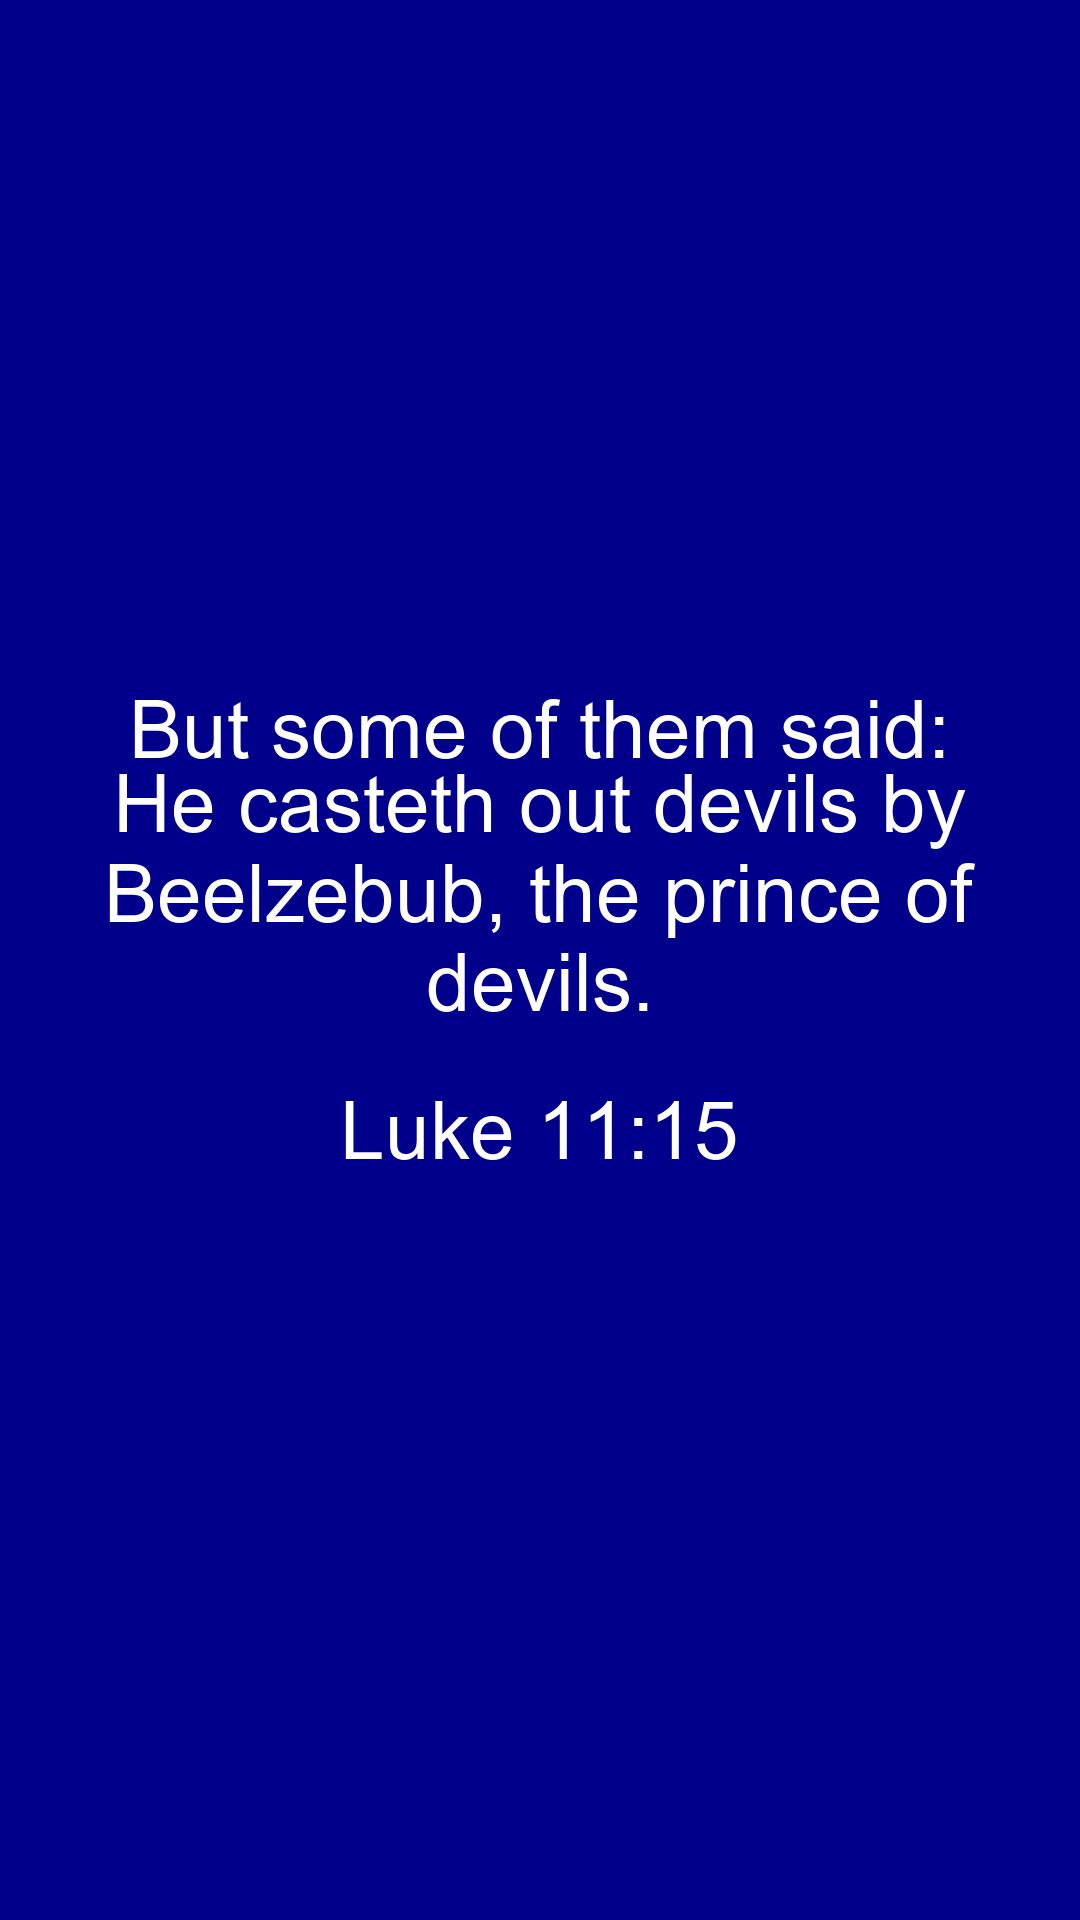 But some of them said:
He casteth out devils by
Beelzebub, the prince of
devils.
Luke 11:15